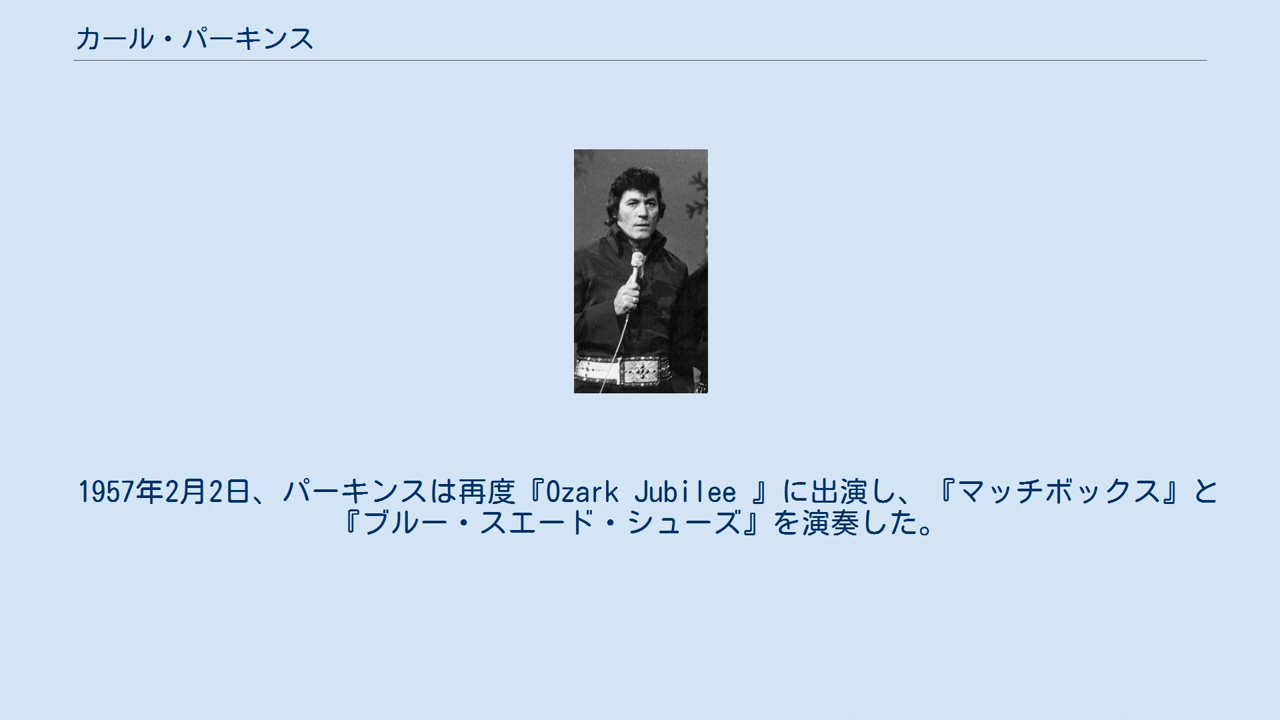 カール・パーキンス
1957年2月2日、パーキンスは再度『Ozark Jubilee 』に出演し、『マッチボックス』と
『ブルー・スエード・シューズ』を演奏した。